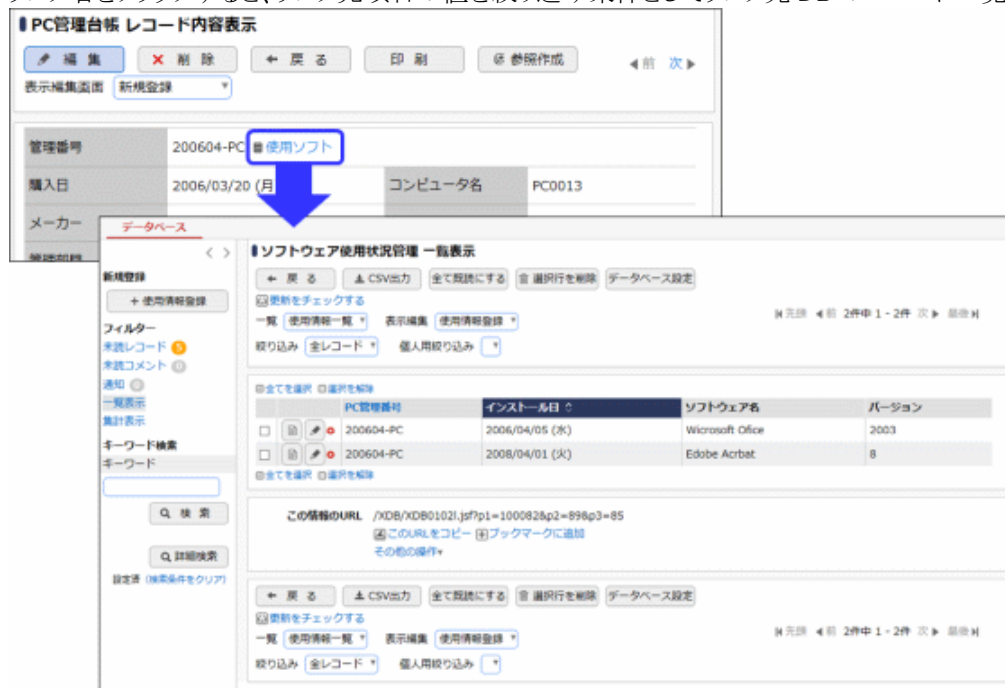 PC管理台帳 レコード内容表示
編 集 削 除 戻 る 印 刷 参照作成 前 次
表示編集画面 新規登録
管理番号 200604-PC 使用ソフト
購入日 2006/03/20 (月 コンピュータ名 PC0013
メーカー
データベース
ソフトウェア使用状況管理 一覧表示
戻 る CSV出力 全て既読にする 選択行を削除 データベース設定
更新をチェックする
一覧 使用情報一覧 表示編集 使用情報登録
先頭 前 2件中 1 - 2件 次 最後
絞り込み 全レコード 個人用絞り込み
新規登録
+ 使用情報登録
フィルター
未読レコード 5
未読コメント 0
通知 0
一覧表示
集計表示
キーワード検索
キーワード
検 索
詳細検索
設定済 (検索条件をクリア)
全てを選択 選択を解除
PC管理番号 インストール日 ソフトウェア名 バージョン
200604-PC 2006/04/05 (水) Wicrosoft Office 2003
200604-PC 2008/04/01 (火) Edobe Acrbat 8
全てを選択 選択を解除
この情報のURL /XDB/XDB0102l.jsf?p1=100082&p2=89&p3=85
このURLをコピー ブックマークに追加
その他の操作
戻 る CSV出力 全て既読にする 選択行を削除 データベース設定
更新をチェックする
一覧 使用情報一覧 表示編集 使用情報登録
先頭 前 2件中 1 - 2件 次 最後
絞り込み 全レコード 個人用絞り込み